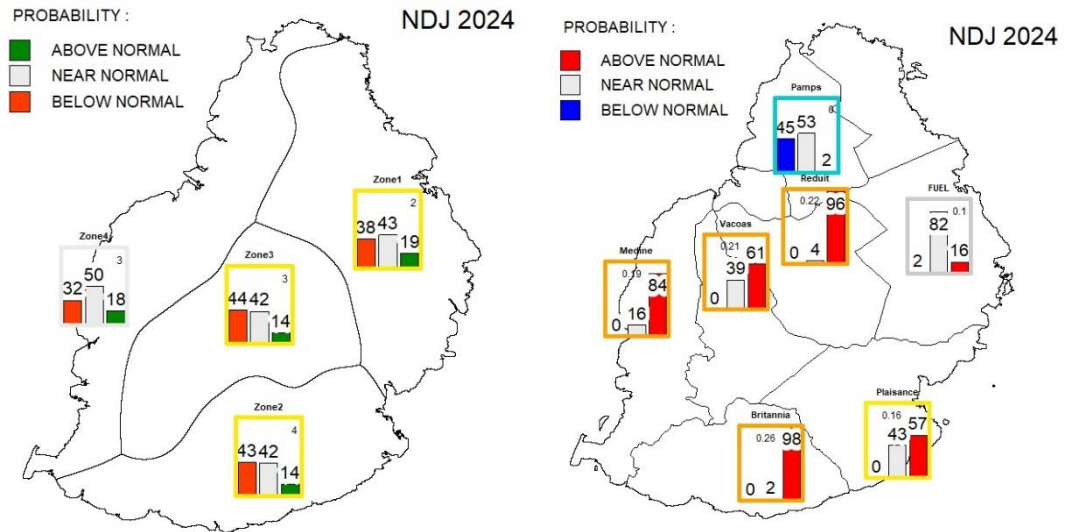 PROBABILITY :
NDJ 2024
ABOVE NORMAL
NEAR NORMAL
BELOW NORMAL
Zone1
2
38 43 19
Zone4
3
32 50 18
Zone3
3
44 42 14
Zone2
4
43 42 14
PROBABILITY :
NDJ 2024
ABOVE NORMAL
NEAR NORMAL
BELOW NORMAL
Pamps
45 53 2
Reduit
0.22
0 4 96
FUEL
0.1
2 82 16
Vacoas
0.21
0 39 61
Medine
0.19
0 16 84
Plaisance
0.16
0 43 57
Britannia
0.26
0 2 98